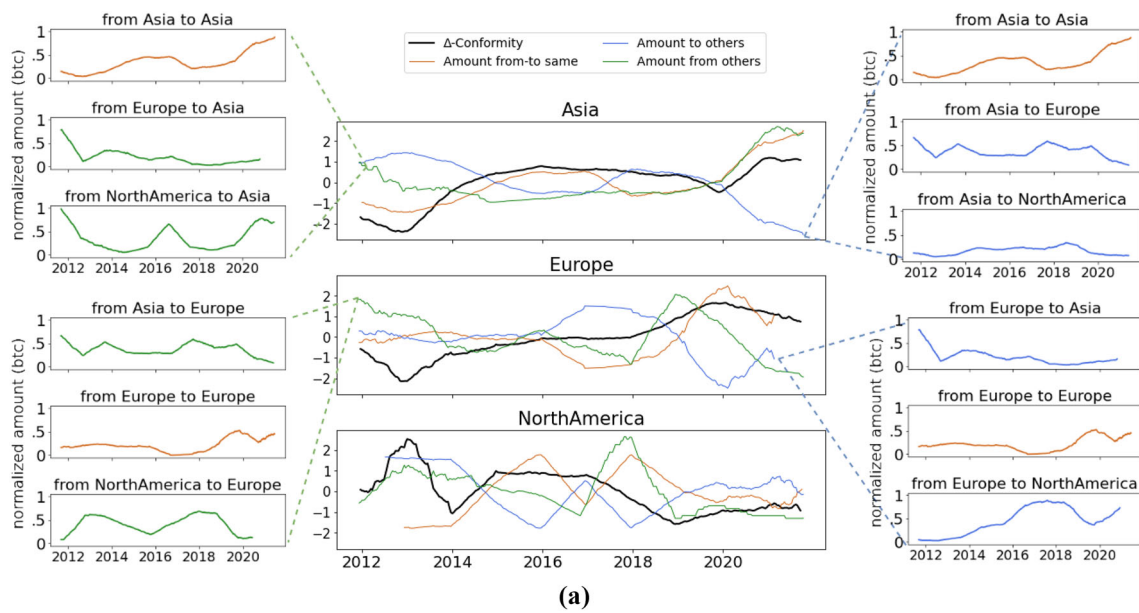 Δ-Conformity
Amount from-to same
Amount to others
Amount from others
normalized amount (btc)
from Asia to Asia
1
.5
0
from Europe to Asia
1
.5
0
from NorthAmerica to Asia
1
.5
0
2012 2014 2016 2018 2020
normalized amount (btc)
from Asia to Europe
1
.5
0
from Europe to Europe
1
.5
0
from NorthAmerica to Europe
1
.5
0
2012 2014 2016 2018 2020
Asia
2
1
0
−1
−2
Europe
2
1
0
−1
−2
NorthAmerica
2
1
0
−1
−2
2012 2013 2014 2016 2018 2020
normalized amount (btc)
from Asia to Asia
1
.5
0
from Asia to Europe
1
.5
0
from Asia to NorthAmerica
1
.5
0
2012 2014 2016 2018 2020
normalized amount (btc)
from Europe to Asia
1
.5
0
from Europe to Europe
1
.5
0
from Europe to NorthAmerica
1
.5
0
2012 2014 2016 2018 2020
(a)